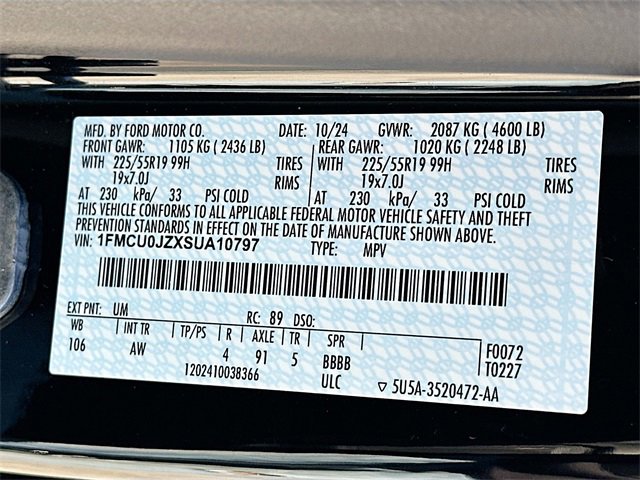 MFD. BY FORD MOTOR CO. DATE: 10/24 GVWR: 2087 KG ( 4600 LB)
FRONT GAWR: 1105 KG ( 2436 LB) REAR GAWR: 1020 KG ( 2248 LB)
WITH 225/55R19 99H TIRES WITH 225/55R19 99H TIRES
19x7.0J RIMS 19x7.0J RIMS
AT 230 kPa/ 33 PSI COLD AT 230 kPa/ 33 PSI COLD
THIS VEHICLE CONFORMS TO ALL APPLICABLE FEDERAL MOTOR VEHICLE SAFETY AND THEFT
PREVENTION STANDARDS IN EFFECT ON THE DATE OF MANUFACTURE SHOWN ABOVE.
VIN: 1FMCU0JZXSUA10797 TYPE: MPV
EXT PNT: UM RC: 89 DSO:
WB INT TR TP/PS R AXLE TR SPR F0072
106 AW 4 91 5 BBBB T0227
1202410038366 ULC ▽ 5U5A-3520472-AA